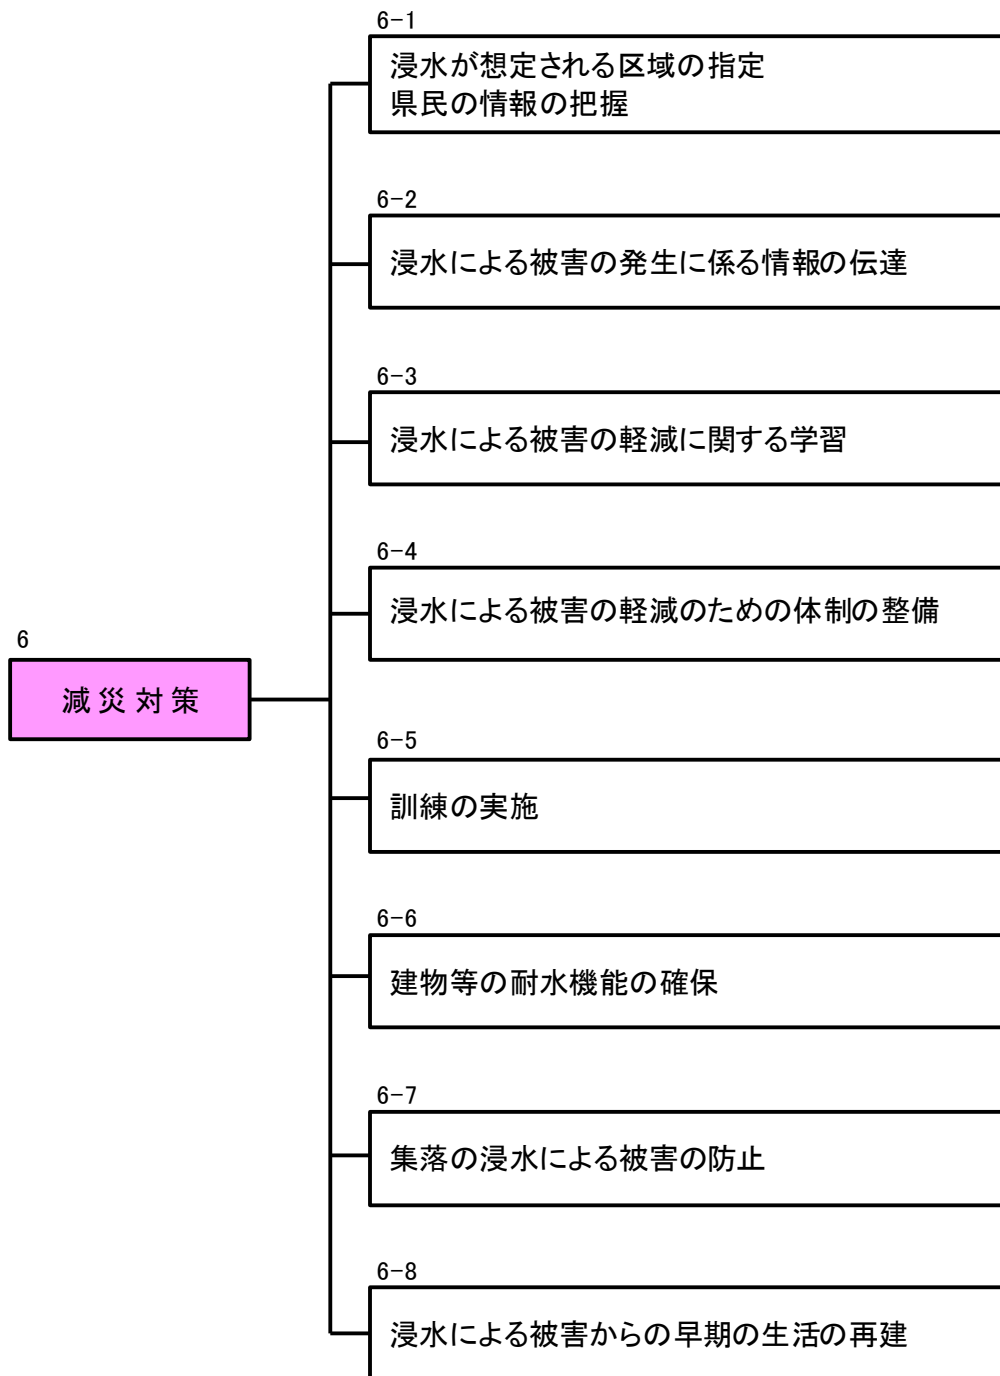 6-1
浸水が想定される区域の指定
県民の情報の把握
6-2
浸水による被害の発生に係る情報の伝達
6-3
浸水による被害の軽減に関する学習
6-4
浸水による被害の軽減のための体制の整備
6
減災対策
6-5
訓練の実施
6-6
建物等の耐水機能の確保
6-7
集落の浸水による被害の防止
6-8
浸水による被害からの早期の生活の再建